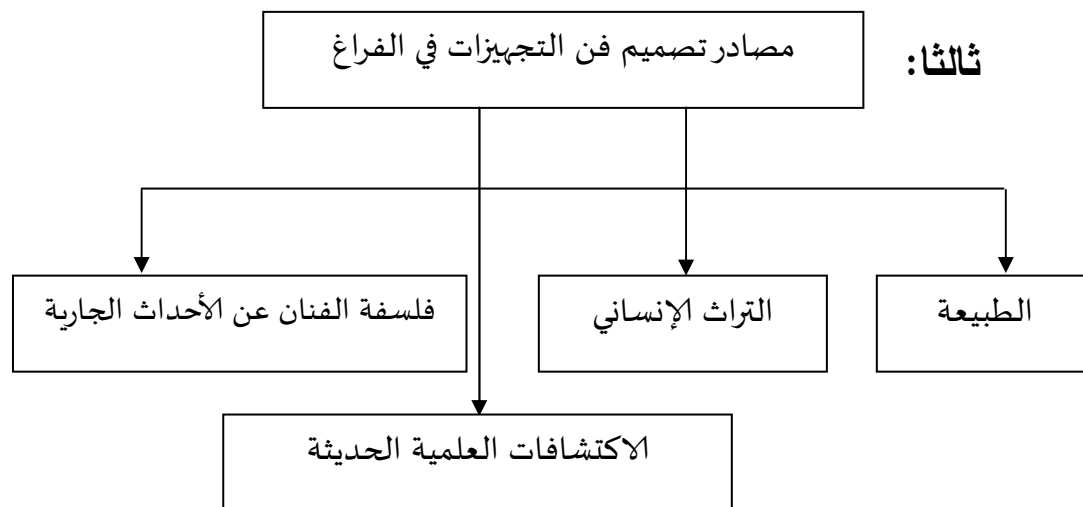 ثالثا:
مصادر تصميم فن التجهيزات في الفراغ
الطبيعة
التراث الإنساني
فلسفة الفنان عن الأحداث الجارية
الاكتشافات العلمية الحديثة